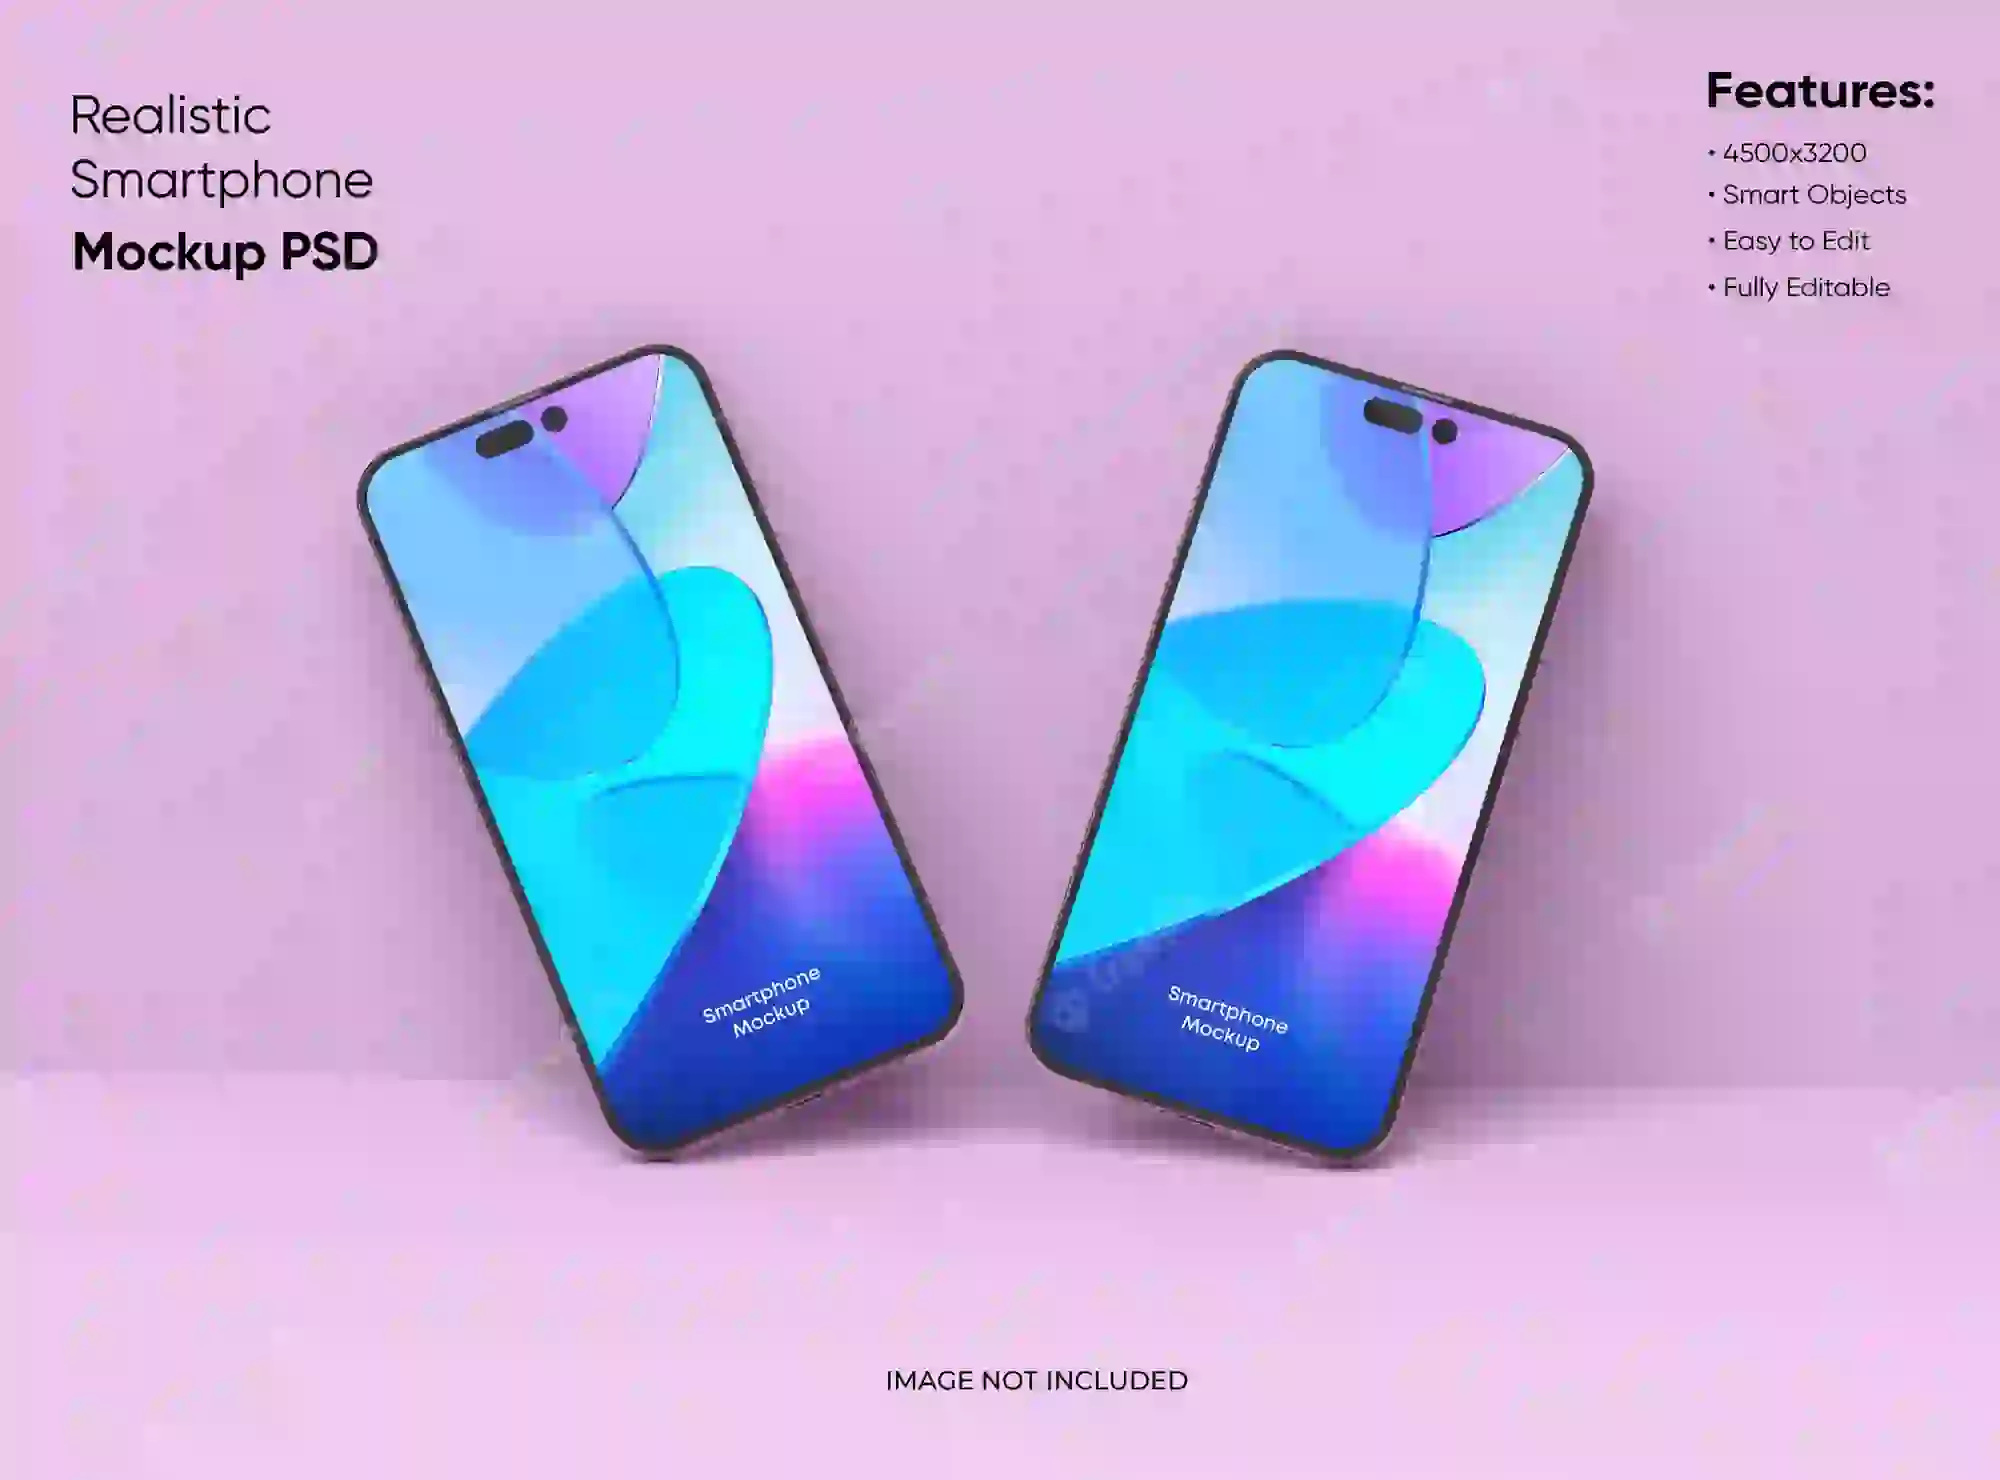 Realistic
Smartphone
Mockup PSD
Features:
• 4500x3200
• Smart Objects
• Easy to Edit
• Fully Editable
Smartphone
Mockup
Smartphone
Mockup
IMAGE NOT INCLUDED